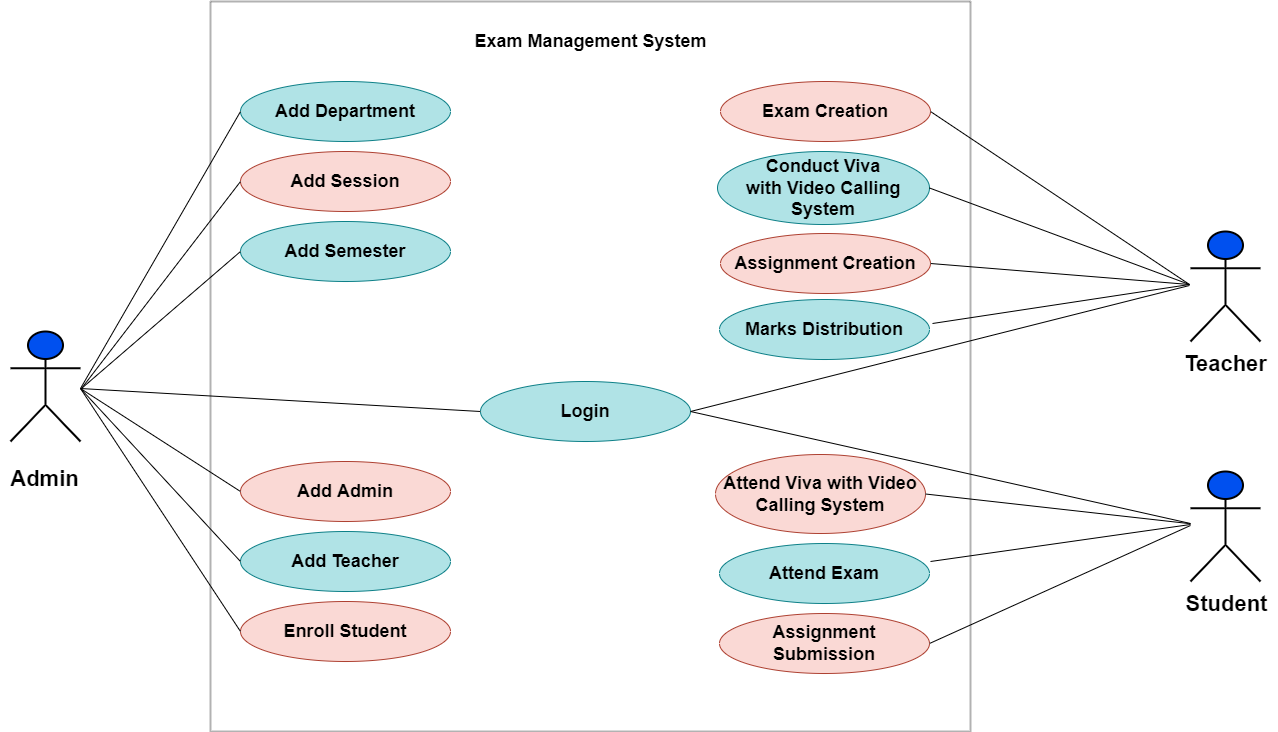 Exam Management System
Add Department
Add Session
Add Semester
Exam Creation
Conduct Viva
with Video Calling
System
Assignment Creation
Marks Distribution
Teacher
Login
Admin
Add Admin
Add Teacher
Enroll Student
Attend Viva with Video
Calling System
Attend Exam
Assignment
Submission
Student